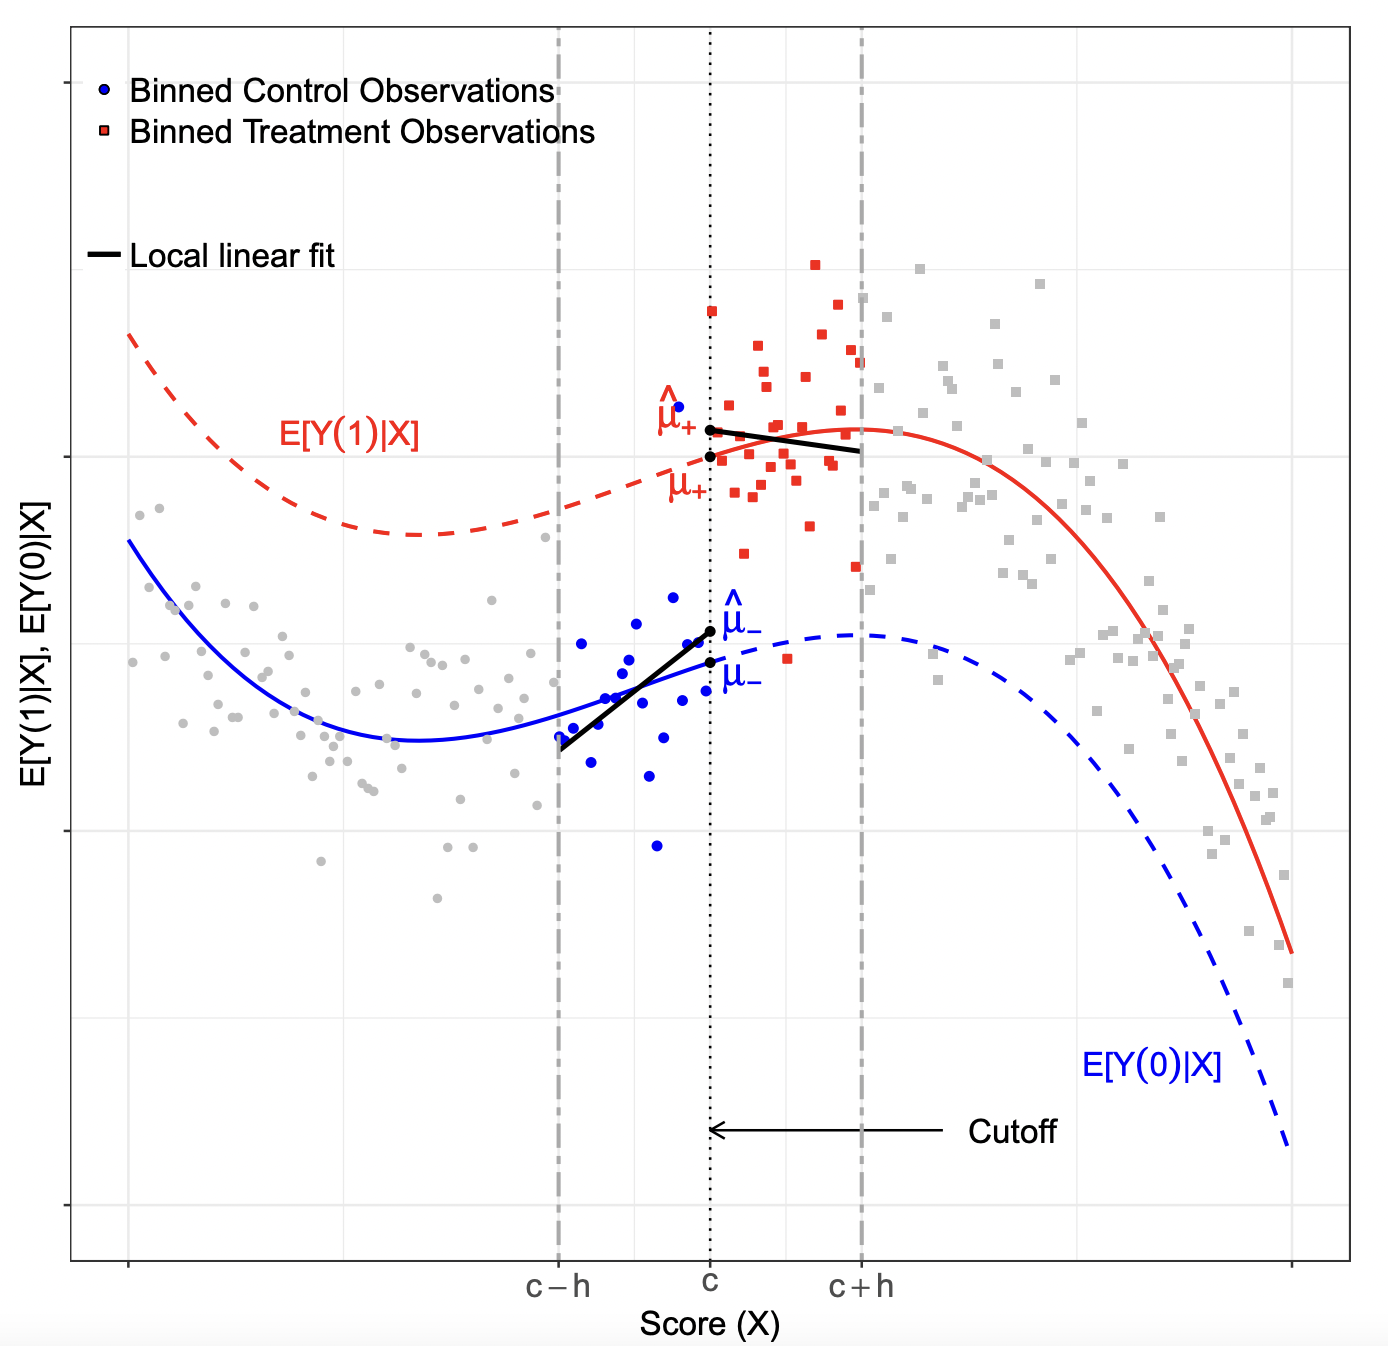 Binned Control Observations
Binned Treatment Observations
Local linear fit
E[Y(1)|X]
μ̂₊
μ₊
μ̂₋
μ₋
E[Y(1)|X], E[Y(0)|X]
E[Y(0)|X]
Cutoff
c−h
c
c+h
Score (X)